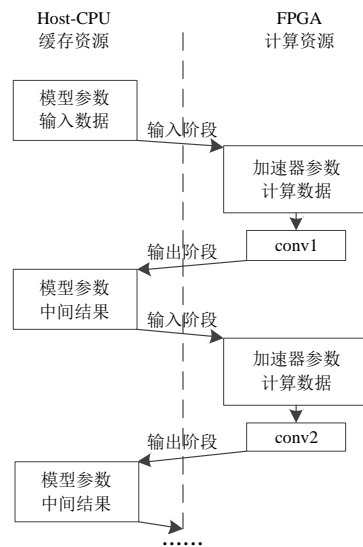 Host-CPU
缓存资源
FPGA
计算资源
模型参数
输入数据
输入阶段
加速器参数
计算数据
conv1
输出阶段
模型参数
中间结果
输入阶段
加速器参数
计算数据
conv2
输出阶段
模型参数
中间结果
......